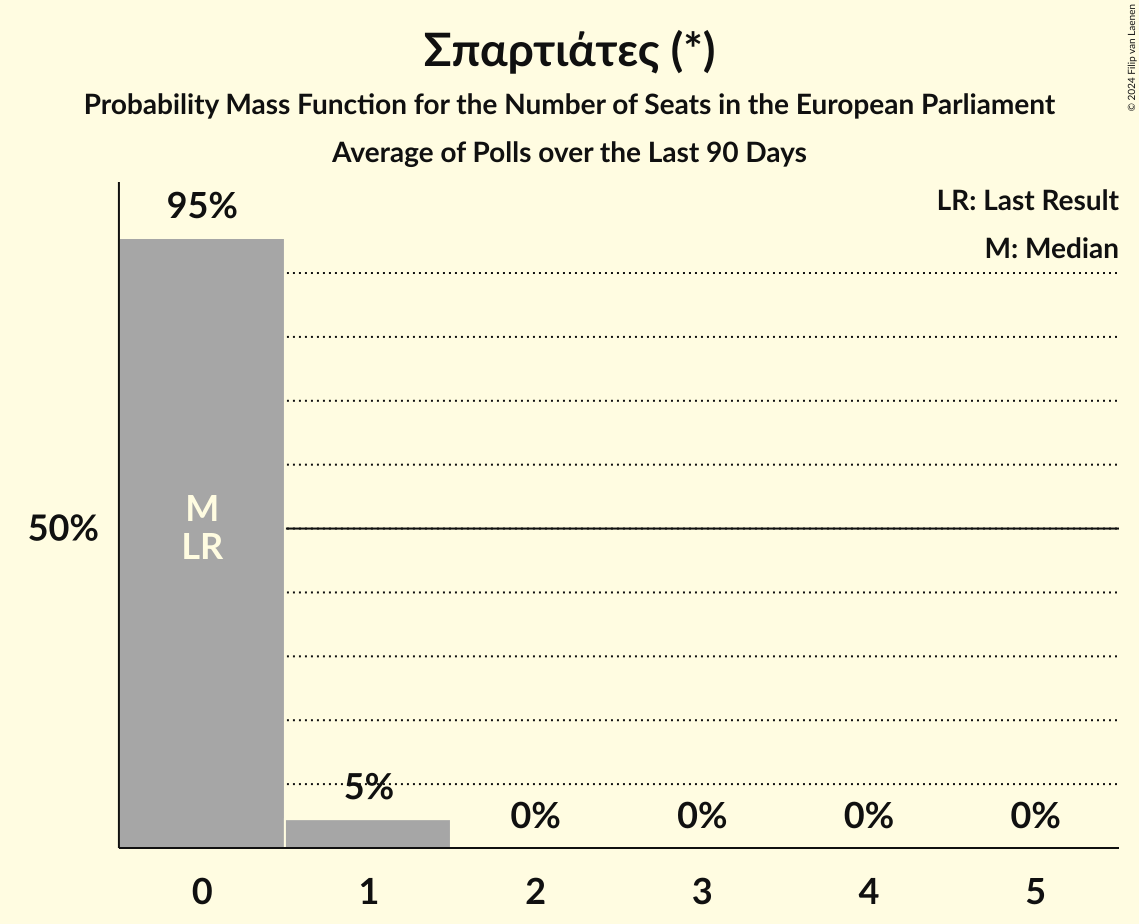 Σπαρτιάτες (*)
Probability Mass Function for the Number of Seats in the European Parliament
Average of Polls over the Last 90 Days
© 2024 Filip van Laenen
LR: Last Result
M: Median
95%
M
LR
50%
5%
0%
0%
0%
0%
0
1
2
3
4
5